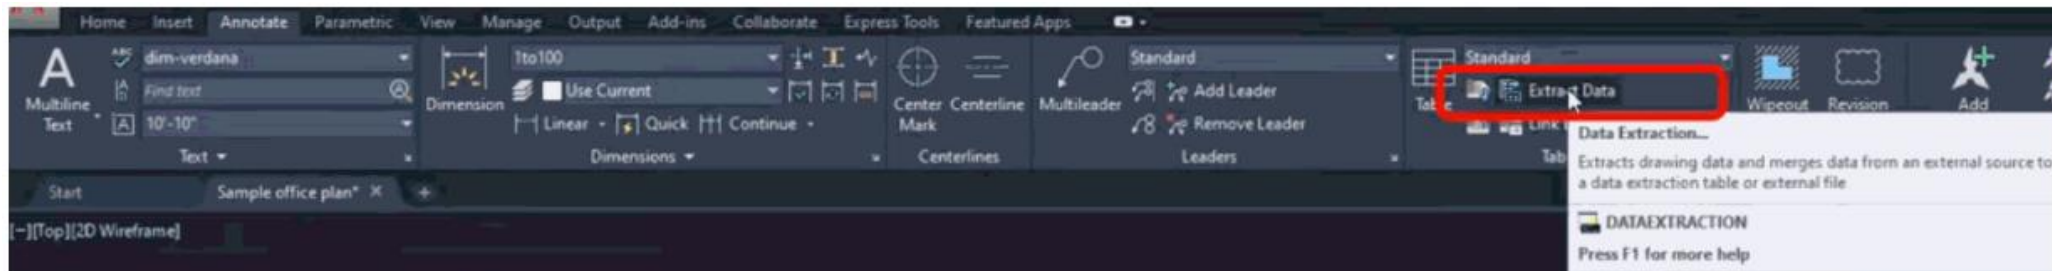 Home Insert Annotate Parametric View Manage Output Add-ins Collaborate Express Tools Featured Apps
A
Multiline
Text
ABC
dim-verdana
Find text
A 10'-10"
Text
Dimension
1to100
Use Current
Linear Quick Continue
Dimensions
Center
Mark
Centerline
Centerlines
Multileader
Standard
Add Leader
Remove Leader
Leaders
Table
Standard
Extract Data
Link
Tab
Wipeout
Revision
Add
Data Extraction...
Extracts drawing data and merges data from an external source to
a data extraction table or external file
DATAEXTRACTION
Press F1 for more help
Start Sample office plan* × +
[−][Top][2D Wireframe]